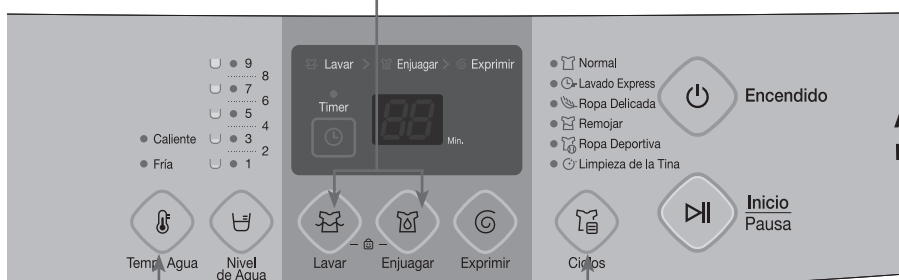 9
8
7
6
5
4
3
2
1
Caliente
Fría
Temp. Agua
Nivel
de Agua
Lavar > Enjuagar > Exprimir
Timer
88
Min.
Lavar
Enjuagar
Exprimir
Normal
Lavado Express
Ropa Delicada
Remojar
Ropa Deportiva
Limpieza de la Tina
Ciclos
Encendido
Inicio
Pausa